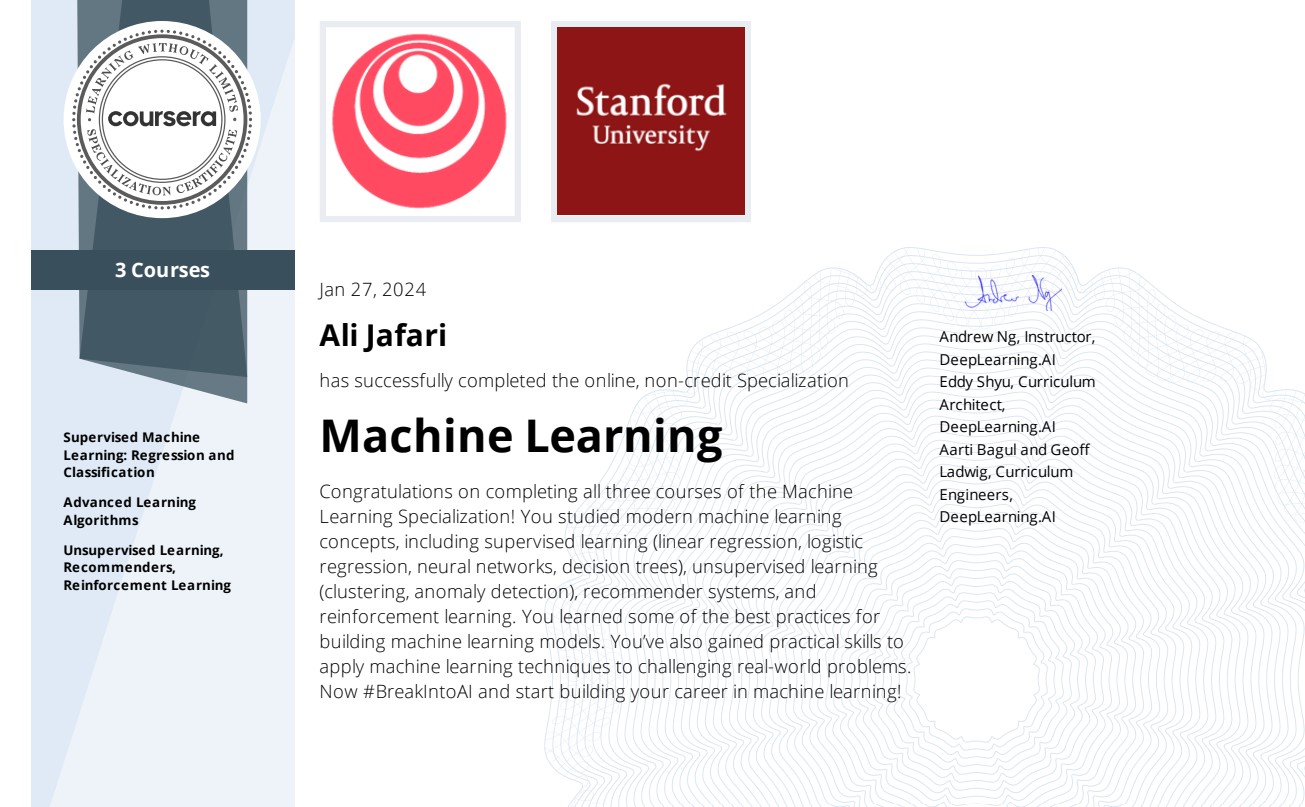 LEARNING WITHOUT LIMITS
coursera
SPECIALIZATION CERTIFICATE
3 Courses
Supervised Machine
Learning: Regression and
Classification
Advanced Learning
Algorithms
Unsupervised Learning,
Recommenders,
Reinforcement Learning
Stanford
University
Jan 27, 2024
Ali Jafari
has successfully completed the online, non-credit Specialization
Machine Learning
Congratulations on completing all three courses of the Machine
Learning Specialization! You studied modern machine learning
concepts, including supervised learning (linear regression, logistic
regression, neural networks, decision trees), unsupervised learning
(clustering, anomaly detection), recommender systems, and
reinforcement learning. You learned some of the best practices for
building machine learning models. You’ve also gained practical skills to
apply machine learning techniques to challenging real-world problems.
Now #BreakIntoAI and start building your career in machine learning!
Andrew Ng
Andrew Ng, Instructor,
DeepLearning.AI
Eddy Shyu, Curriculum
Architect,
DeepLearning.AI
Aarti Bagul and Geoff
Ladwig, Curriculum
Engineers,
DeepLearning.AI